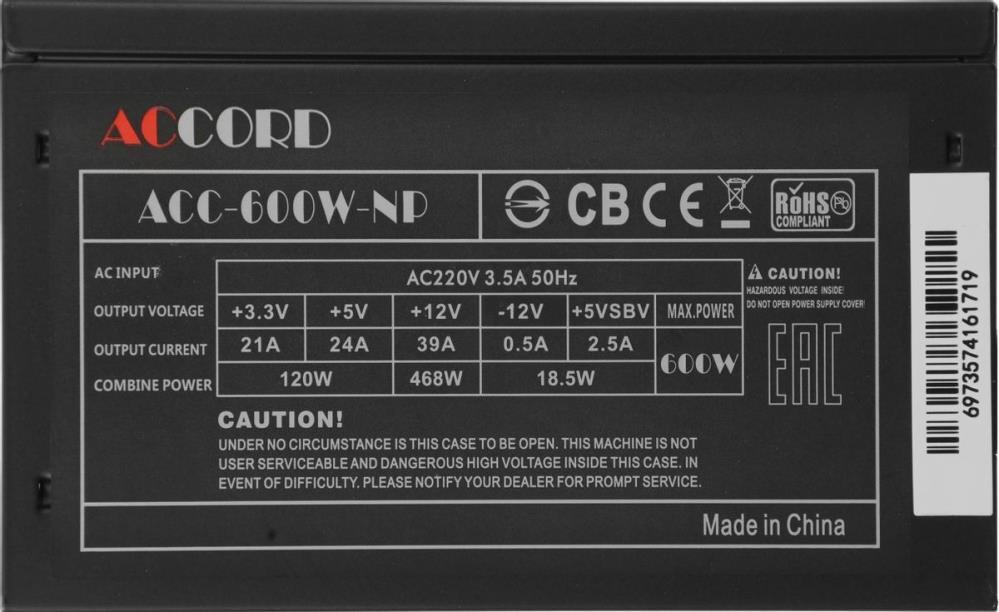 ACCORD
ACC-600W-NP
CB CE
RoHS Pb
COMPLIANT
AC INPUT AC220V 3.5A 50Hz
OUTPUT VOLTAGE +3.3V +5V +12V -12V +5VSBV MAX.POWER
OUTPUT CURRENT 21A 24A 39A 0.5A 2.5A 600W
COMBINE POWER 120W 468W 18.5W
CAUTION!
HAZARDOUS VOLTAGE INSIDE!
DO NOT OPEN POWER SUPPLY COVER!
EAC
CAUTION!
UNDER NO CIRCUMSTANCE IS THIS CASE TO BE OPEN. THIS MACHINE IS NOT
USER SERVICEABLE AND DANGEROUS HIGH VOLTAGE INSIDE THIS CASE. IN
EVENT OF DIFFICULTY. PLEASE NOTIFY YOUR DEALER FOR PROMPT SERVICE.
Made in China
6973574161719